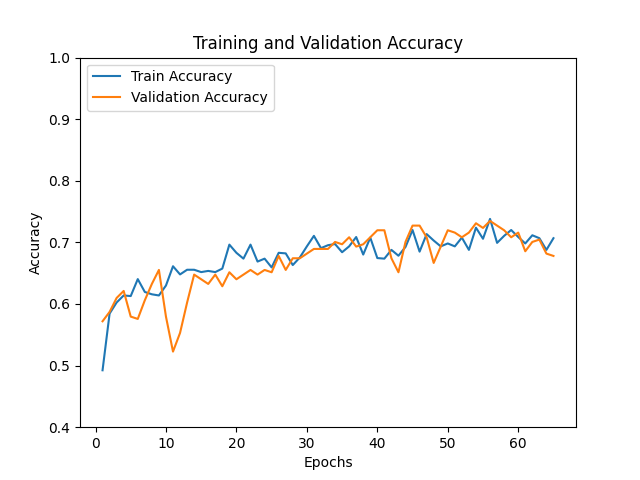 Training and Validation Accuracy
Train Accuracy
Validation Accuracy
1.0
0.9
0.8
0.7
0.6
0.5
0.4
Accuracy
0 10 20 30 40 50 60
Epochs